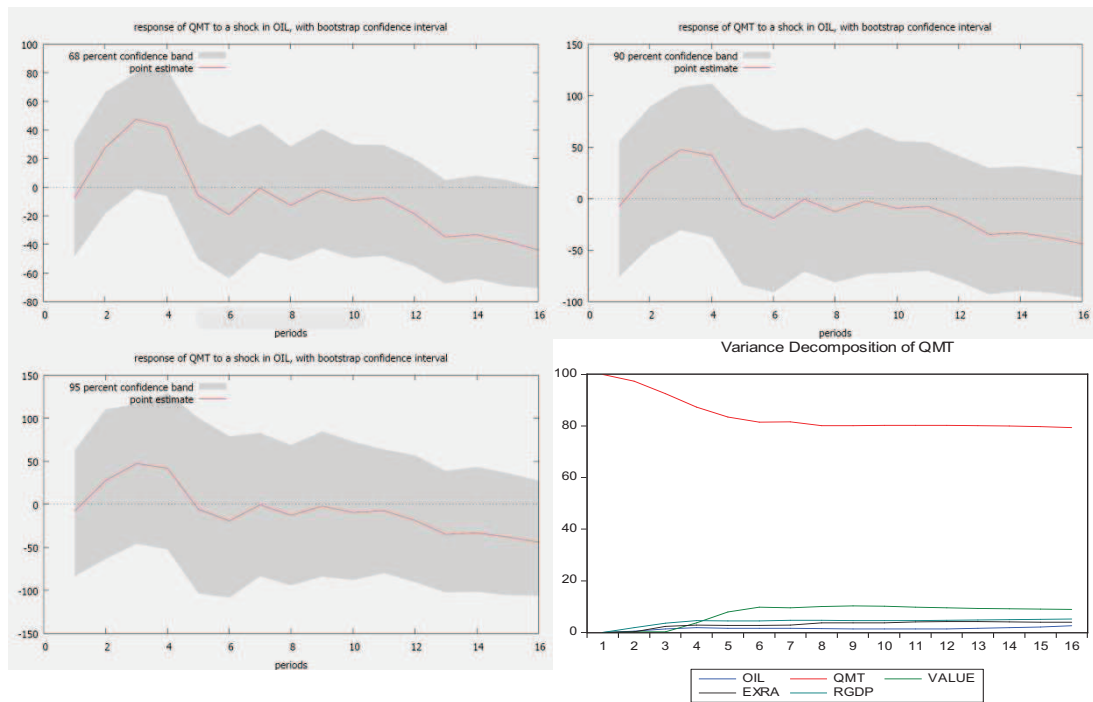 response of QMT to a shock in OIL, with bootstrap confidence interval
100
80
60
40
20
0
-20
-40
-60
-80
68 percent confidence band
point estimate
0 2 4 6 8 10 12 14 16
periods
response of QMT to a shock in OIL, with bootstrap confidence interval
150
100
50
0
-50
-100
90 percent confidence band
point estimate
0 2 4 6 8 10 12 14 16
periods
response of QMT to a shock in OIL, with bootstrap confidence interval
150
100
50
0
-50
-100
-150
95 percent confidence band
point estimate
0 2 4 6 8 10 12 14 16
periods
Variance Decomposition of QMT
100
80
60
40
20
0
1 2 3 4 5 6 7 8 9 10 11 12 13 14 15 16
OIL QMT VALUE
EXRA RGDP